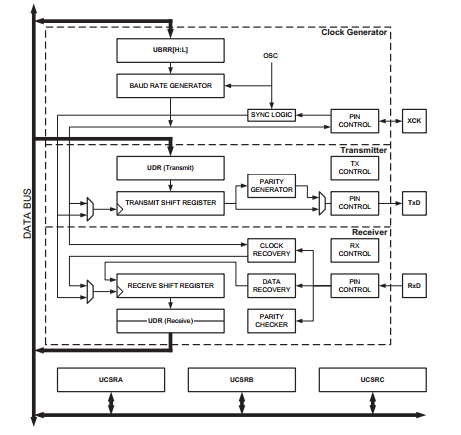 Clock Generator
UBRR[H:L]
OSC
BAUD RATE GENERATOR
SYNC LOGIC
PIN
CONTROL
XCK
Transmitter
TX
CONTROL
UDR (Transmit)
PARITY
GENERATOR
TRANSMIT SHIFT REGISTER
PIN
CONTROL
TxD
DATA BUS
Receiver
CLOCK
RECOVERY
RX
CONTROL
RECEIVE SHIFT REGISTER
DATA
RECOVERY
PIN
CONTROL
RxD
UDR (Receive)
PARITY
CHECKER
UCSRA
UCSRB
UCSRC